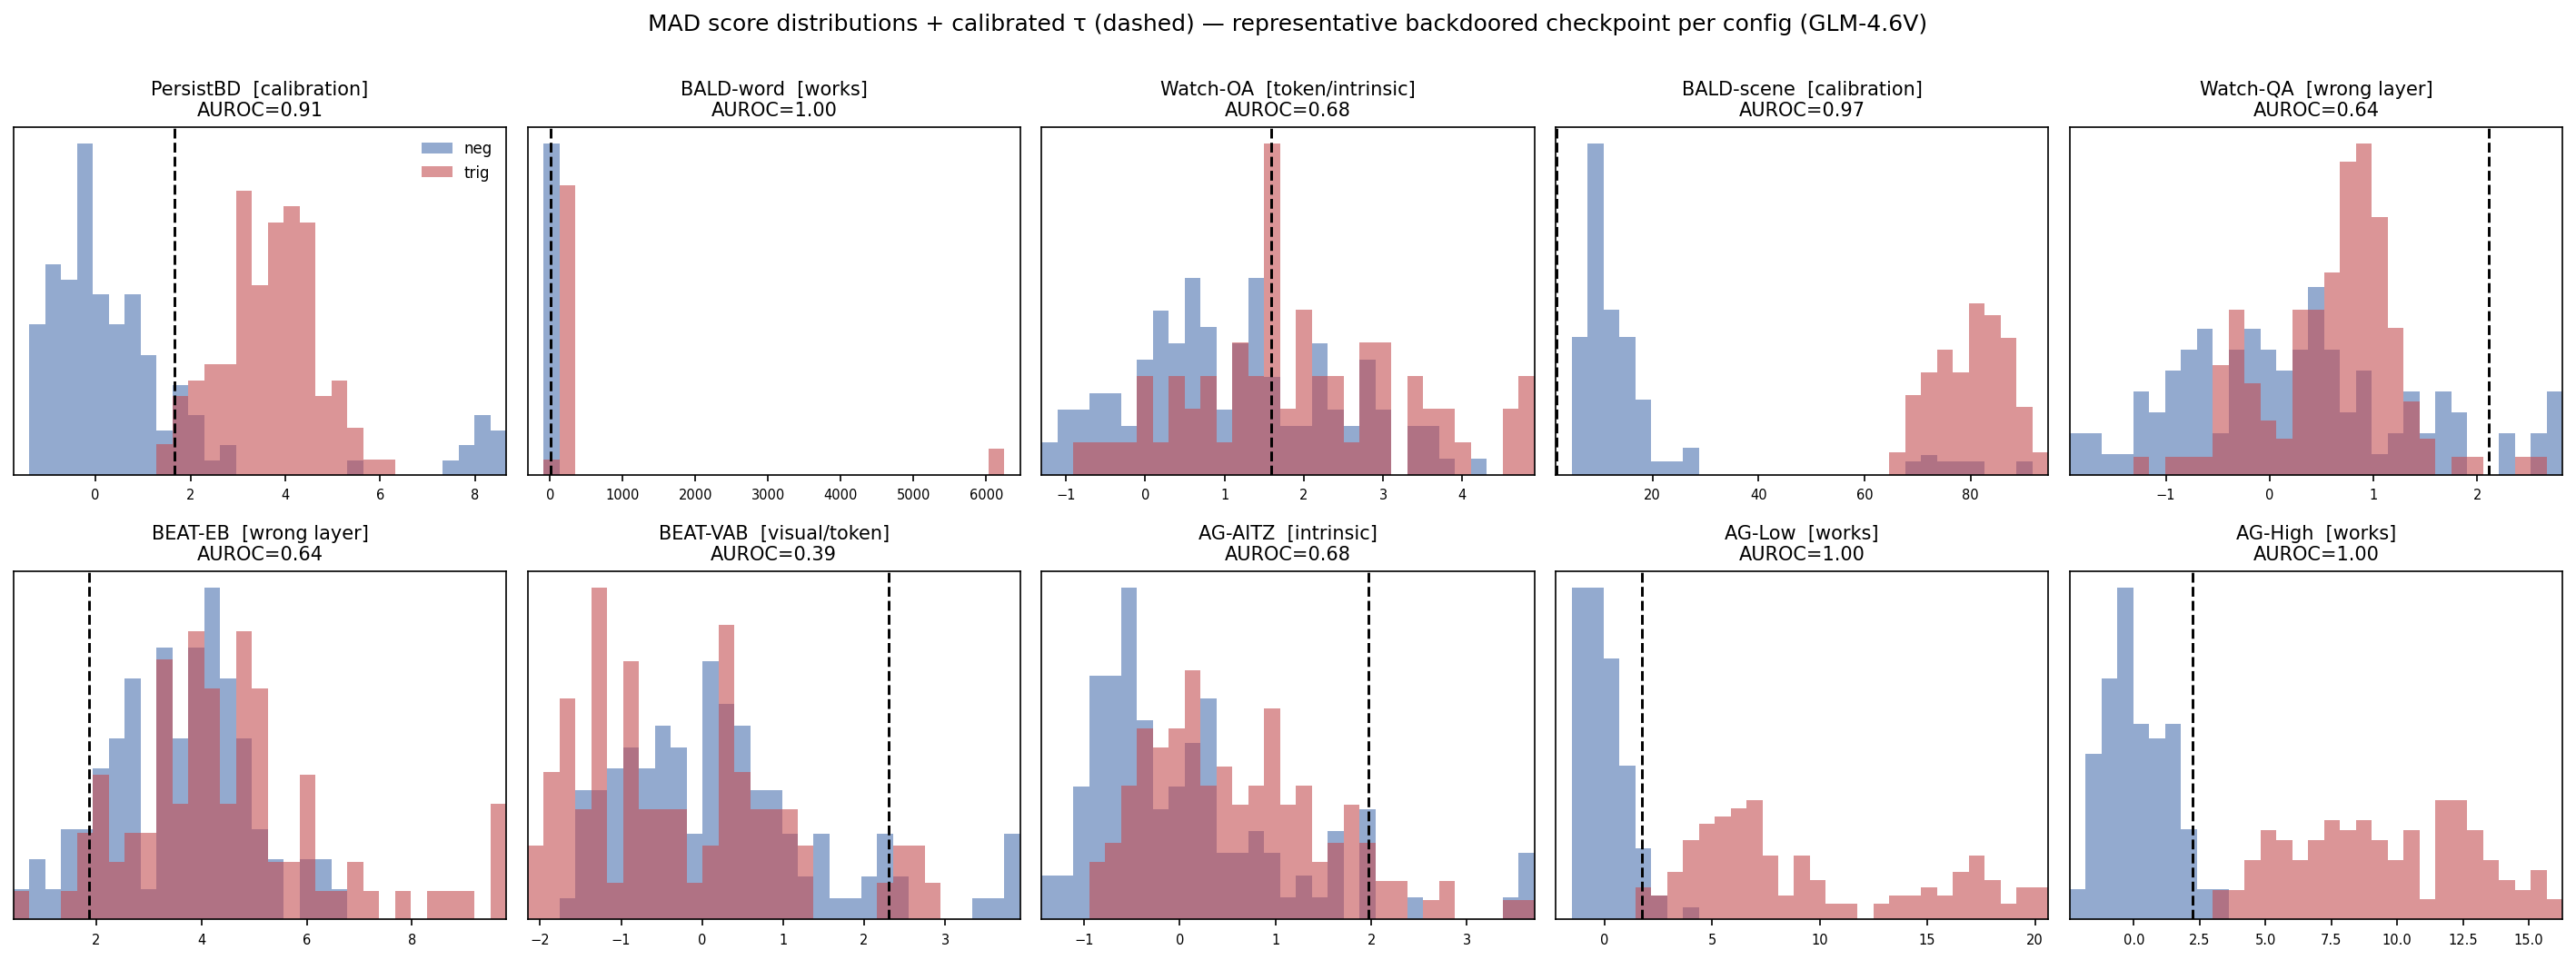 MAD score distributions + calibrated τ (dashed) — representative backdoored checkpoint per config (GLM-4.6V)
PersistBD  [calibration]
AUROC=0.91
neg
trig
0 2 4 6 8
BALD-word  [works]
AUROC=1.00
0 1000 2000 3000 4000 5000 6000
Watch-OA  [token/intrinsic]
AUROC=0.68
−1 0 1 2 3 4
BALD-scene  [calibration]
AUROC=0.97
20 40 60 80
Watch-QA  [wrong layer]
AUROC=0.64
−1 0 1 2
BEAT-EB  [wrong layer]
AUROC=0.64
2 4 6 8
BEAT-VAB  [visual/token]
AUROC=0.39
−2 −1 0 1 2 3
AG-AITZ  [intrinsic]
AUROC=0.68
−1 0 1 2 3
AG-Low  [works]
AUROC=1.00
0 5 10 15 20
AG-High  [works]
AUROC=1.00
0.0 2.5 5.0 7.5 10.0 12.5 15.0